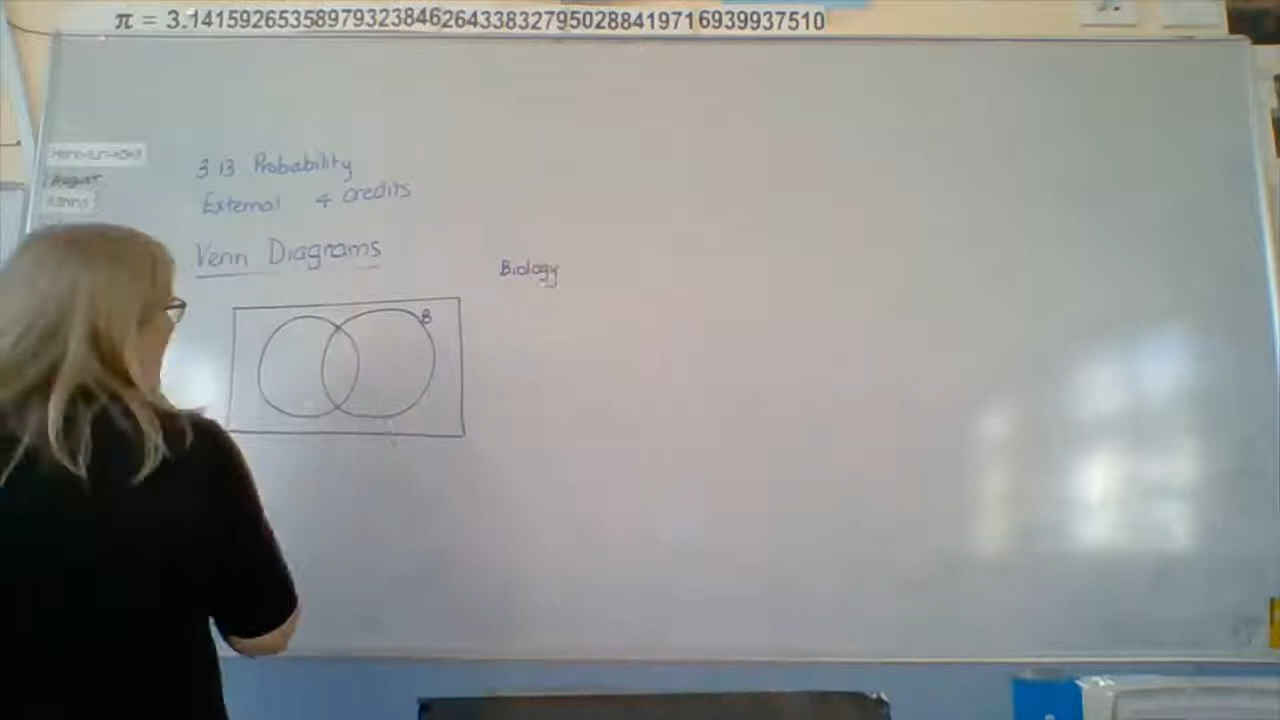 π = 3.14159265358979323846264338327950288419716939937510
3.13 Probability
External 4 credits
Venn Diagrams
Biology
B